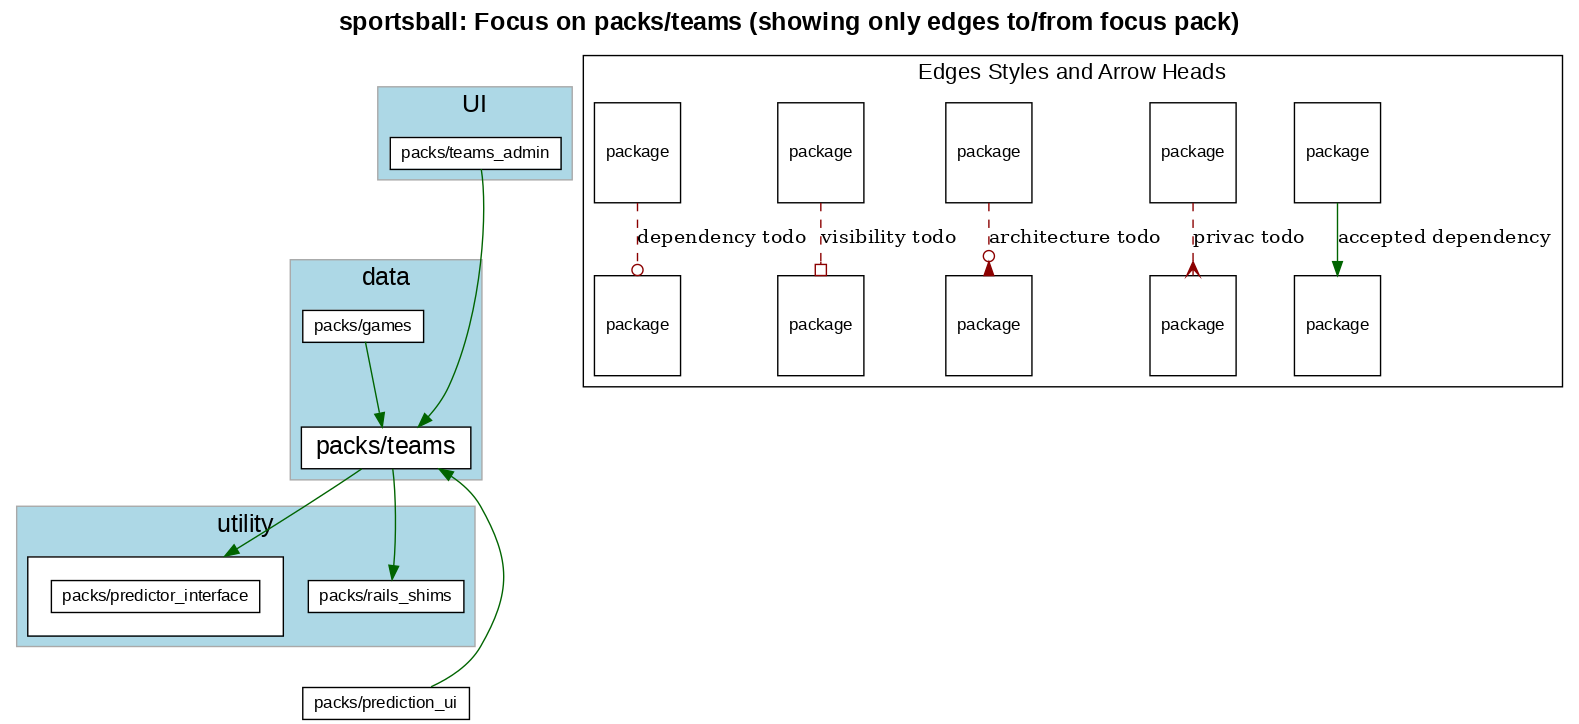 sportsball: Focus on packs/teams (showing only edges to/from focus pack)
UI
packs/teams_admin
data
packs/games
packs/teams
utility
packs/predictor_interface
packs/rails_shims
packs/prediction_ui
Edges Styles and Arrow Heads
package
package
package
package
package
dependency todo
visibility todo
architecture todo
privac todo
accepted dependency
package
package
package
package
package